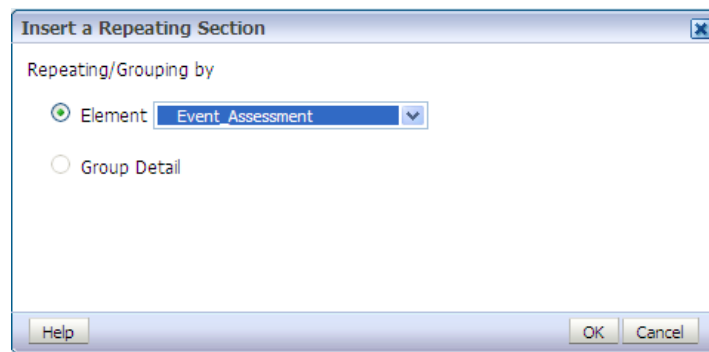 Insert a Repeating Section
Repeating/Grouping by
Element Event_Assessment
Group Detail
Help OK Cancel